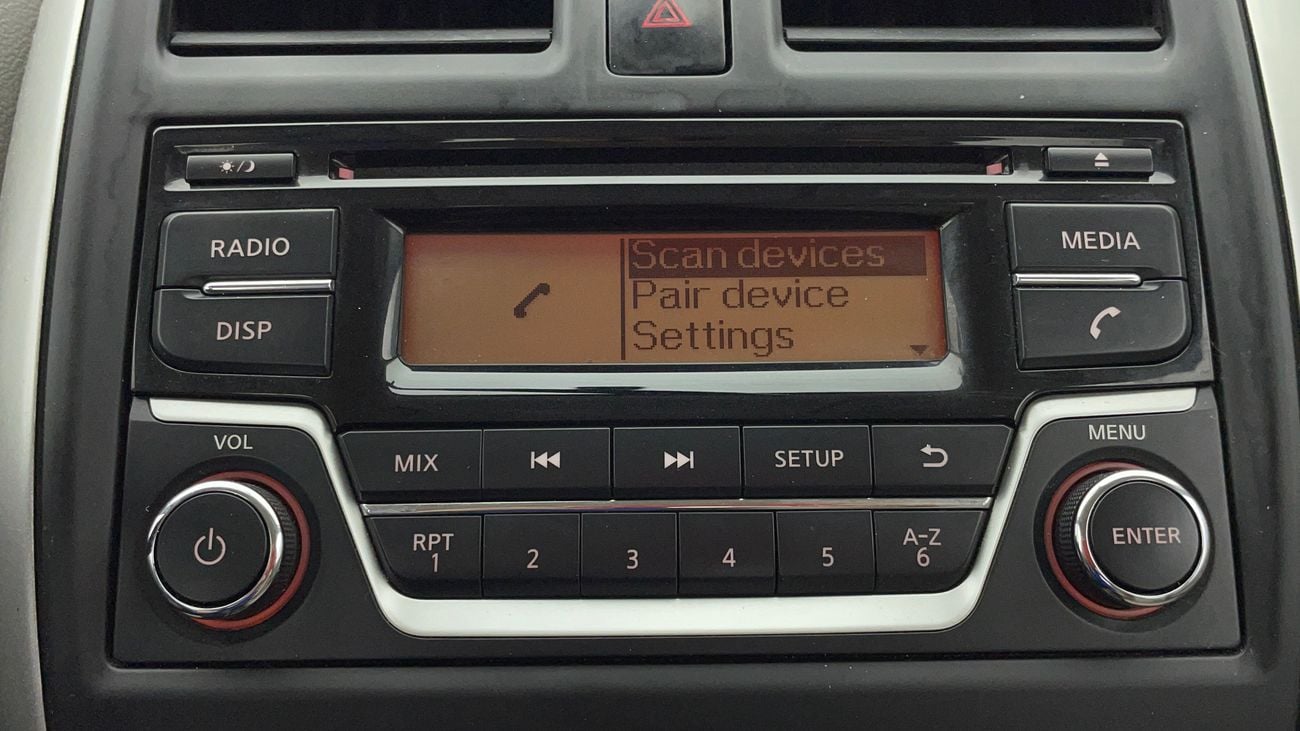 RADIO
DISP
Scan devices
Pair device
Settings
MEDIA
VOL
MENU
MIX
SETUP
RPT
1
2
3
4
5
A-Z
6
ENTER